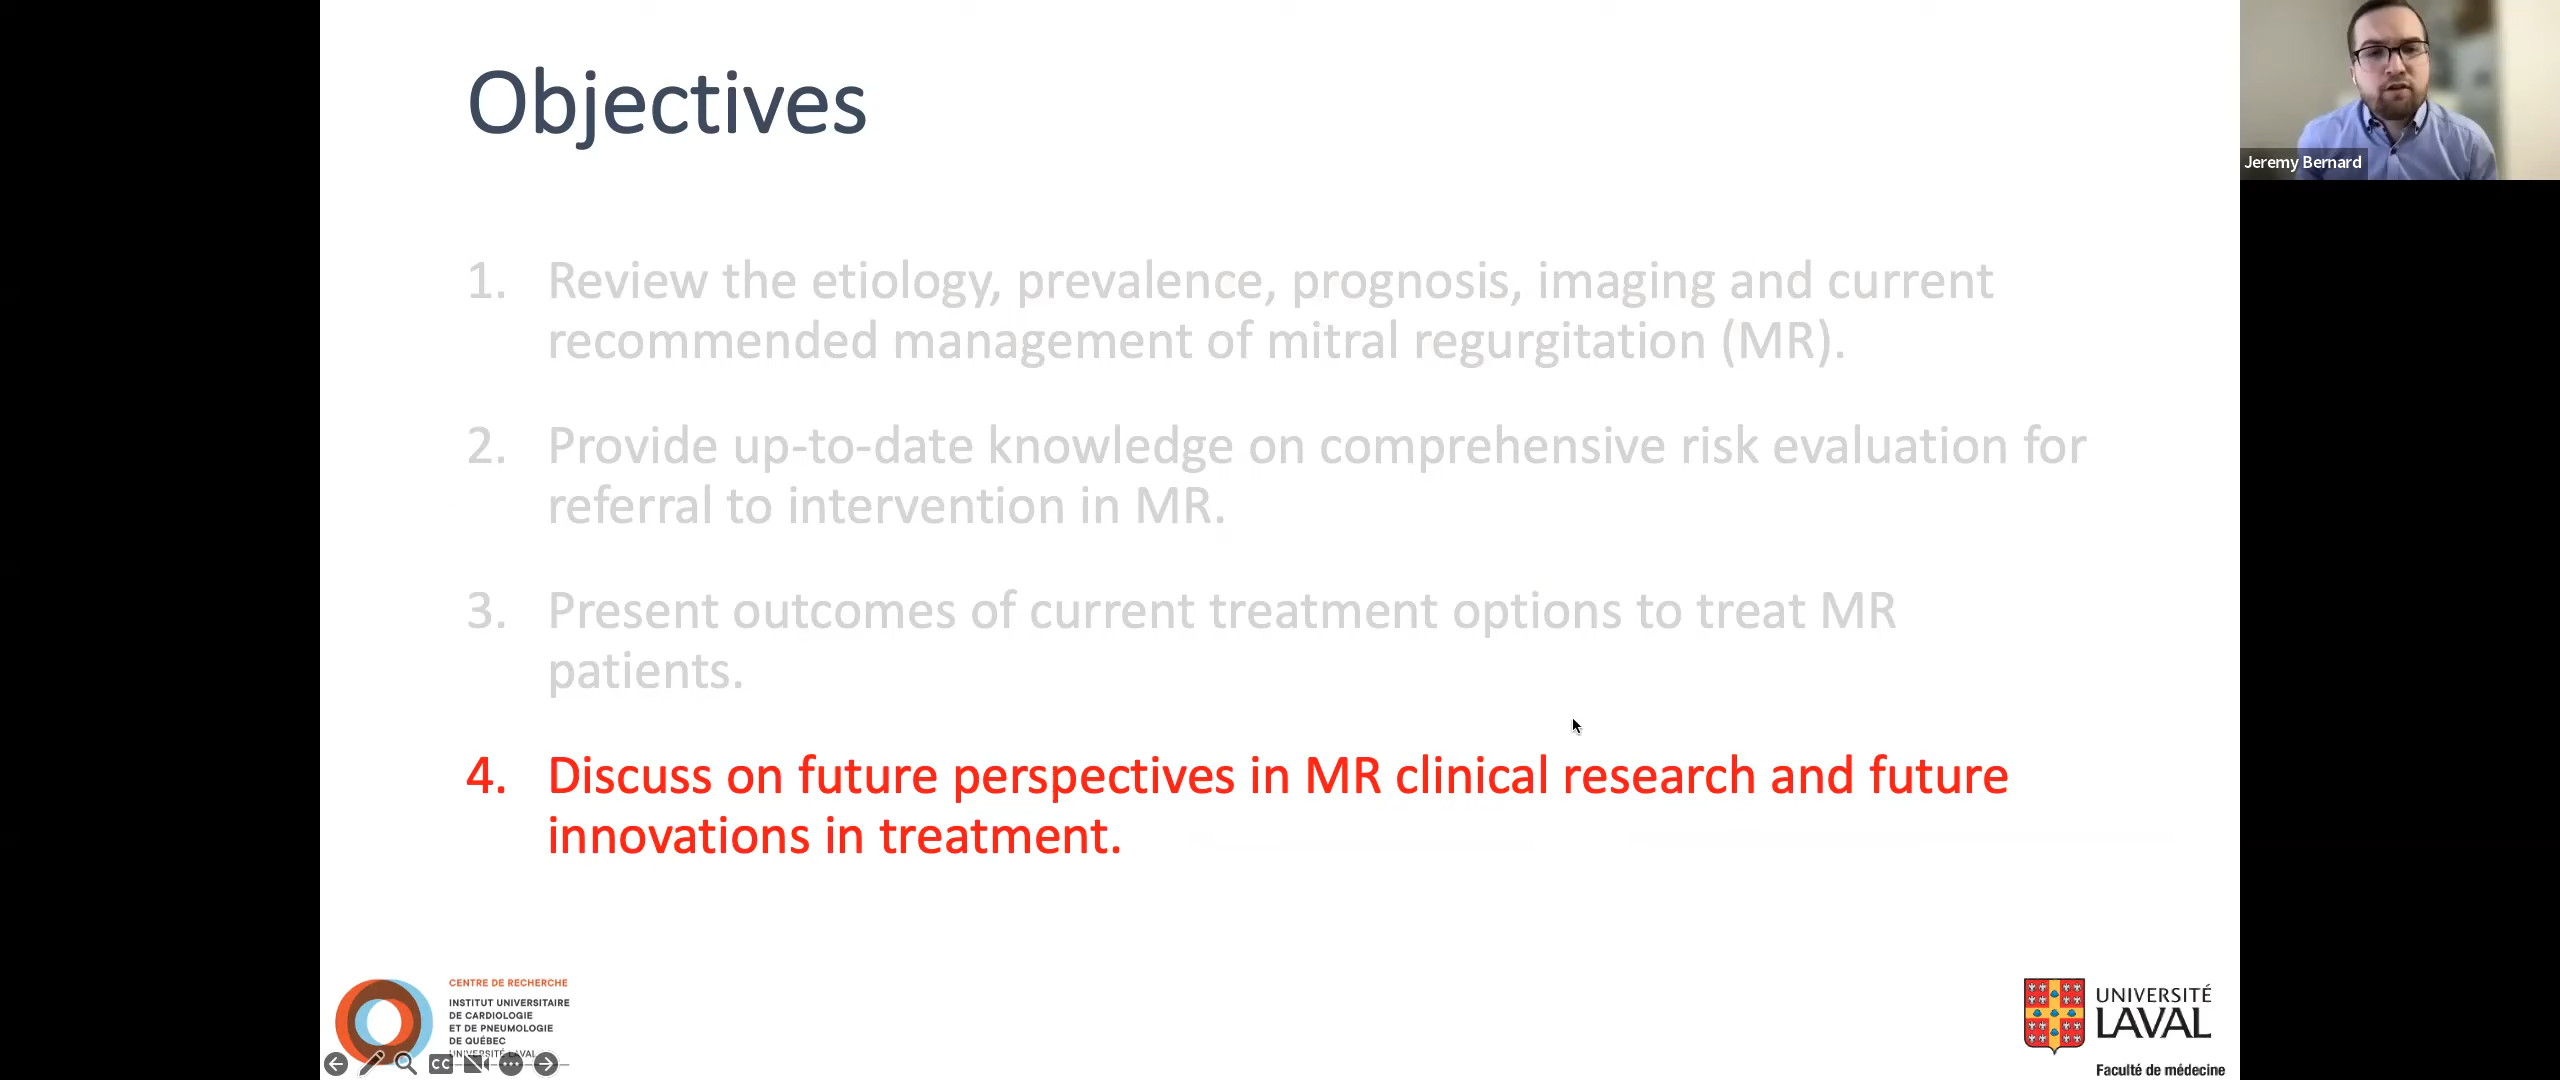 Objectives
Jeremy Bernard
1. Review the etiology, prevalence, prognosis, imaging and current
recommended management of mitral regurgitation (MR).
2. Provide up-to-date knowledge on comprehensive risk evaluation for
referral to intervention in MR.
3. Present outcomes of current treatment options to treat MR
patients.
4. Discuss on future perspectives in MR clinical research and future
innovations in treatment.
CENTRE DE RECHERCHE
INSTITUT UNIVERSITAIRE
DE CARDIOLOGIE
ET DE PNEUMOLOGIE
DE QUÉBEC
UNIVERSITÉ LAVAL
CC
UNIVERSITÉ
LAVAL
Faculté de médecine